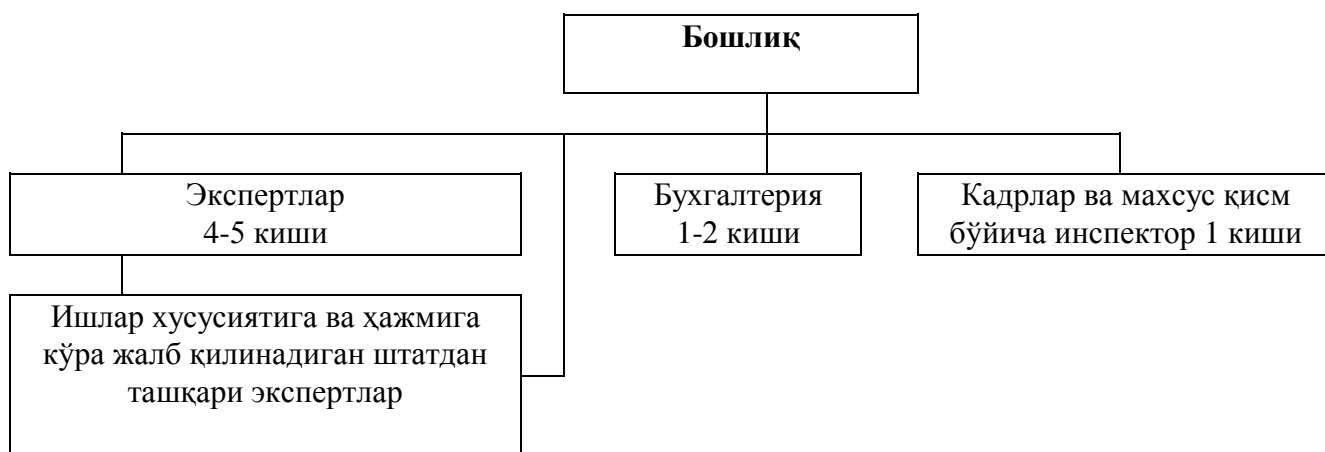 Бошлиқ
Экспертлар
4-5 киши
Бухгалтерия
1-2 киши
Кадрлар ва махсус қисм
бўйича инспектор 1 киши
Ишлар хусусиятига ва ҳажмига
кўра жалб қилинадиган штатдан
ташқари экспертлар